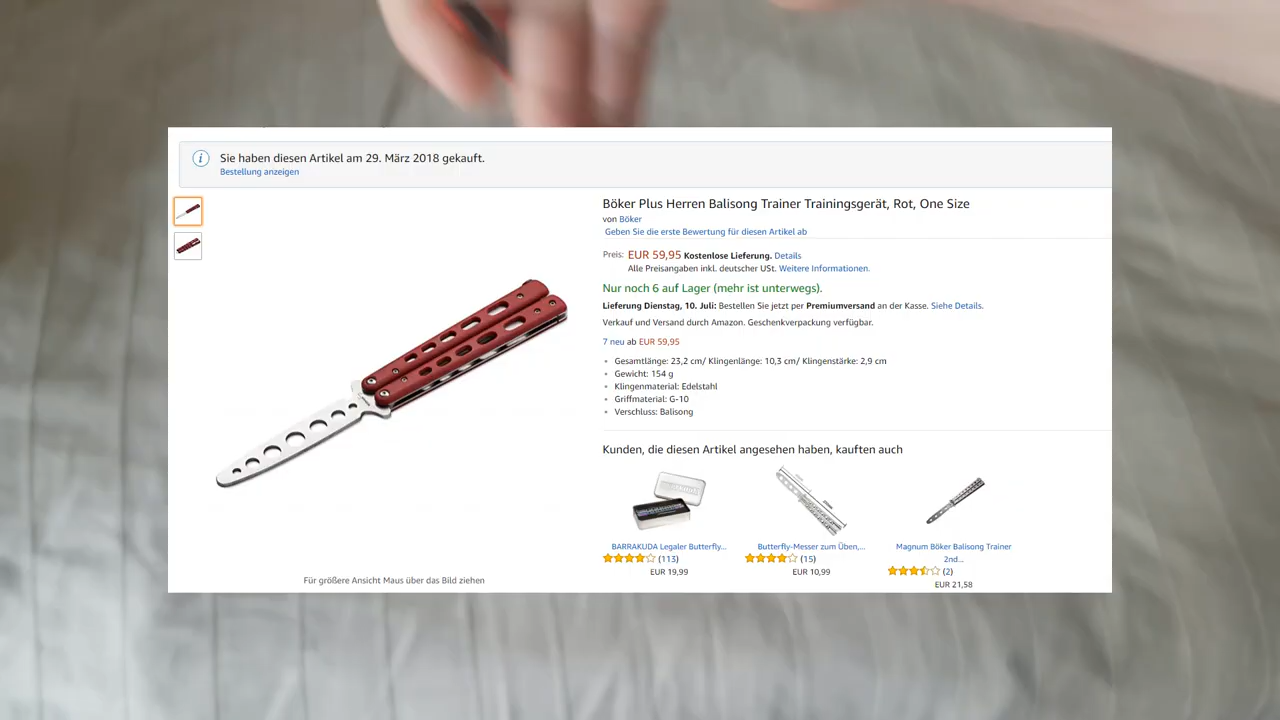 Sie haben diesen Artikel am 29. März 2018 gekauft.
Bestellung anzeigen
Böker Plus Herren Balisong Trainer Trainingsgerät, Rot, One Size
von Böker
Geben Sie die erste Bewertung für diesen Artikel ab
Preis: EUR 59,95 Kostenlose Lieferung. Details
Alle Preisangaben inkl. deutscher USt. Weitere Informationen.
Nur noch 6 auf Lager (mehr ist unterwegs).
Lieferung Dienstag, 10. Juli: Bestellen Sie jetzt per Premiumversand an der Kasse. Siehe Details.
Verkauf und Versand durch Amazon. Geschenkverpackung verfügbar.
7 neu ab EUR 59,95
• Gesamtlänge: 23,2 cm/ Klingenlänge: 10,3 cm/ Klingenstärke: 2,9 cm
• Gewicht: 154 g
• Klingenmaterial: Edelstahl
• Griffmaterial: G-10
• Verschluss: Balisong
Kunden, die diesen Artikel angesehen haben, kauften auch
BARRAKUDA Legaler Butterfly...
(113)
EUR 19,99
Butterfly-Messer zum Üben,...
(15)
EUR 10,99
Magnum Böker Balisong Trainer
2nd...
(2)
EUR 21,58
Für größere Ansicht Maus über das Bild ziehen